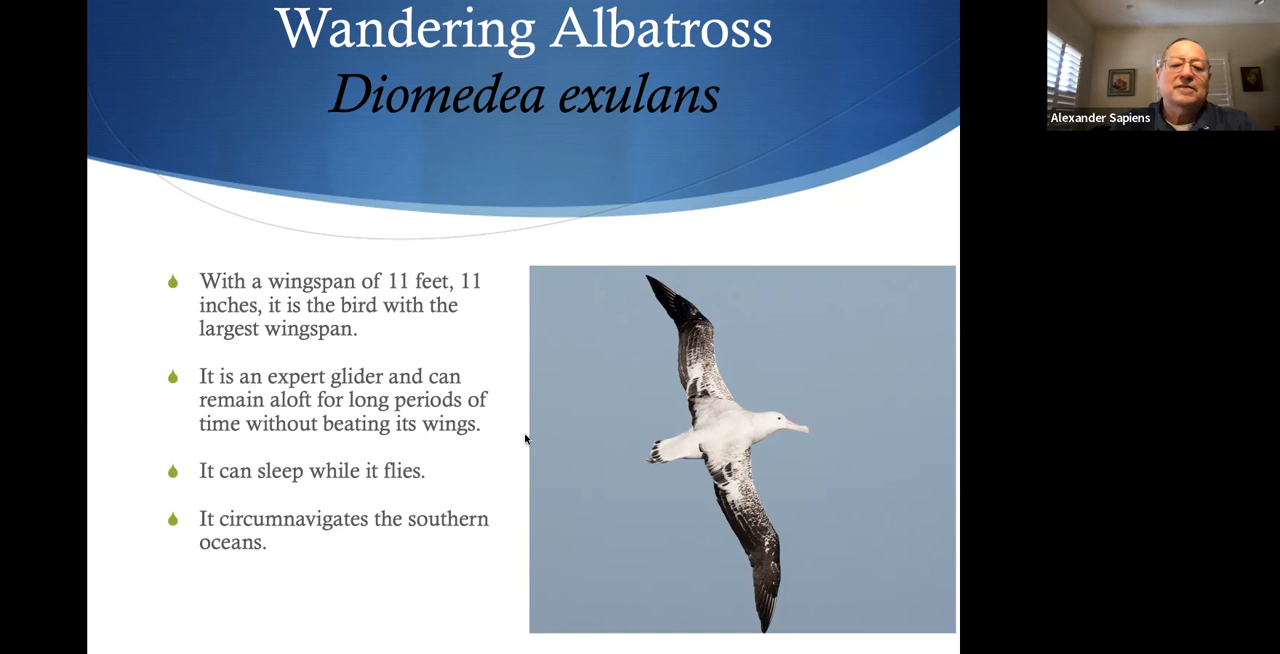 Wandering Albatross
Diomedea exulans
Alexander Sapiens
With a wingspan of 11 feet, 11
inches, it is the bird with the
largest wingspan.
It is an expert glider and can
remain aloft for long periods of
time without beating its wings.
It can sleep while it flies.
It circumnavigates the southern
oceans.